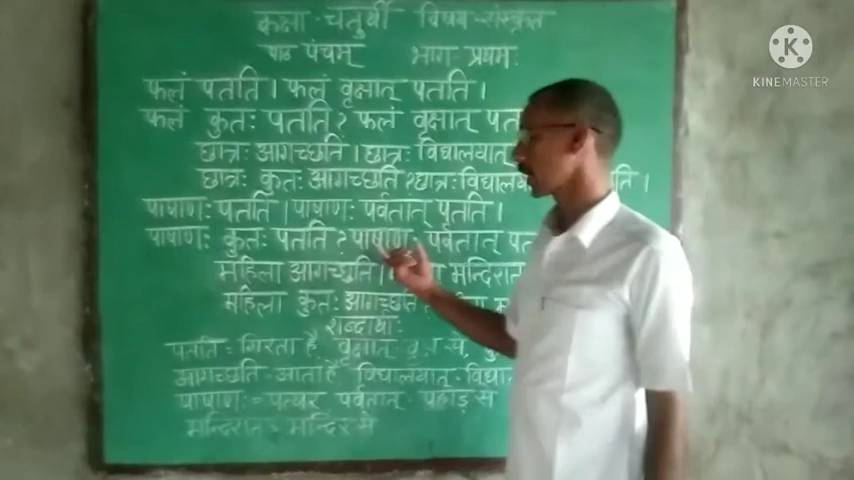 कक्षा - चतुर्थी विषय - संस्कृत
पाठ पंचम् भाग - प्रथम:
फलं पतति । फलं वृक्षात् पतति ।
फलं कुतः पतति ? फलं वृक्षात् पत
छात्रः आगच्छति । छात्रः विद्यालयात्
छात्रः कुतः आगच्छति ? छात्रः विद्यालय ति ।
पाषाणः पतति । पाषाणः पर्वतात् पतति ।
पाषाणः कुतः पतति ? पाषाणः पर्वतात् पत
महिला आगच्छति । मन्दिरात
महिला कुतः आगच्छति ?
शब्दार्थाः
पतति = गिरता है, वृक्षात् - वृक्ष से,
आगच्छति - आता है, विद्यालयात् - विद्या
पाषाणः = पत्थर पर्वतात् - पहाड़ से
मन्दिरात = मन्दिर से
KINEMASTER